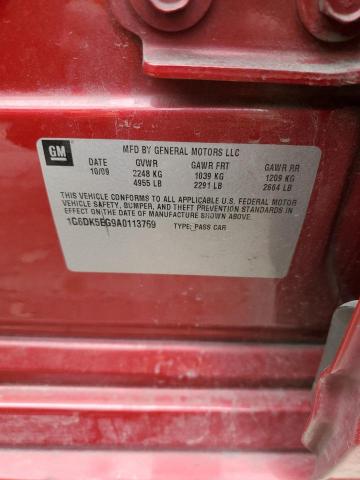 GM
MFD BY GENERAL MOTORS LLC
DATE GVWR GAWR FRT GAWR RR
10/09 2248 KG 1039 KG 1209 KG
4955 LB 2291 LB 2664 LB
THIS VEHICLE CONFORMS TO ALL APPLICABLE U.S. FEDERAL MOTOR
VEHICLE SAFETY, BUMPER, AND THEFT PREVENTION STANDARDS
IN EFFECT ON THE DATE OF MANUFACTURE SHOWN ABOVE.
1G6DK5EG9A0113769 TYPE: PASS CAR